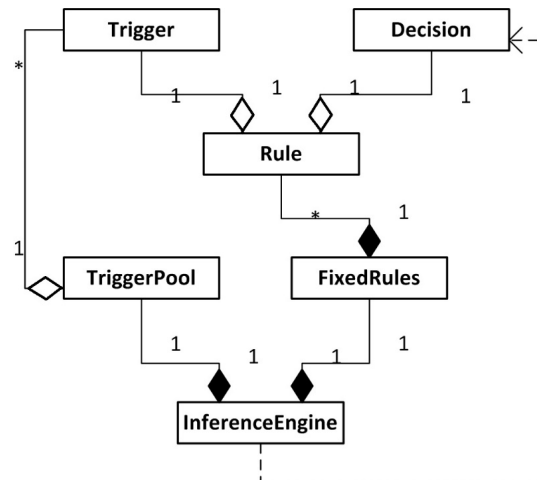 Trigger
Decision
*
1
1
1
1
Rule
*
1
1
TriggerPool
FixedRules
1
1
1
1
InferenceEngine